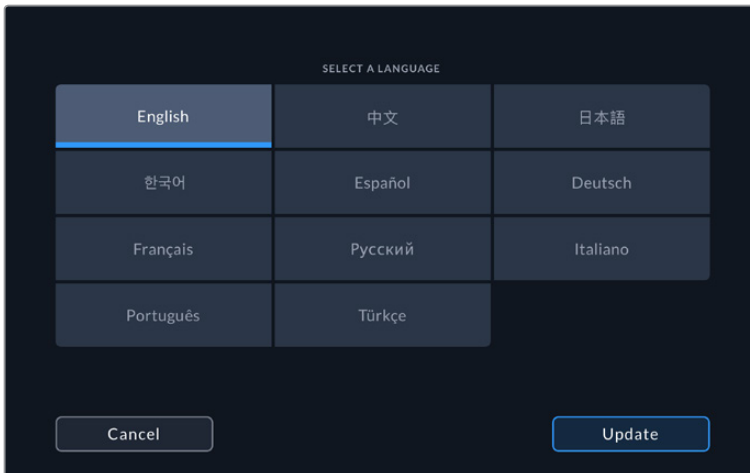 SELECT A LANGUAGE
English 中文 日本語
한국어 Español Deutsch
Français Русский Italiano
Português Türkçe
Cancel Update